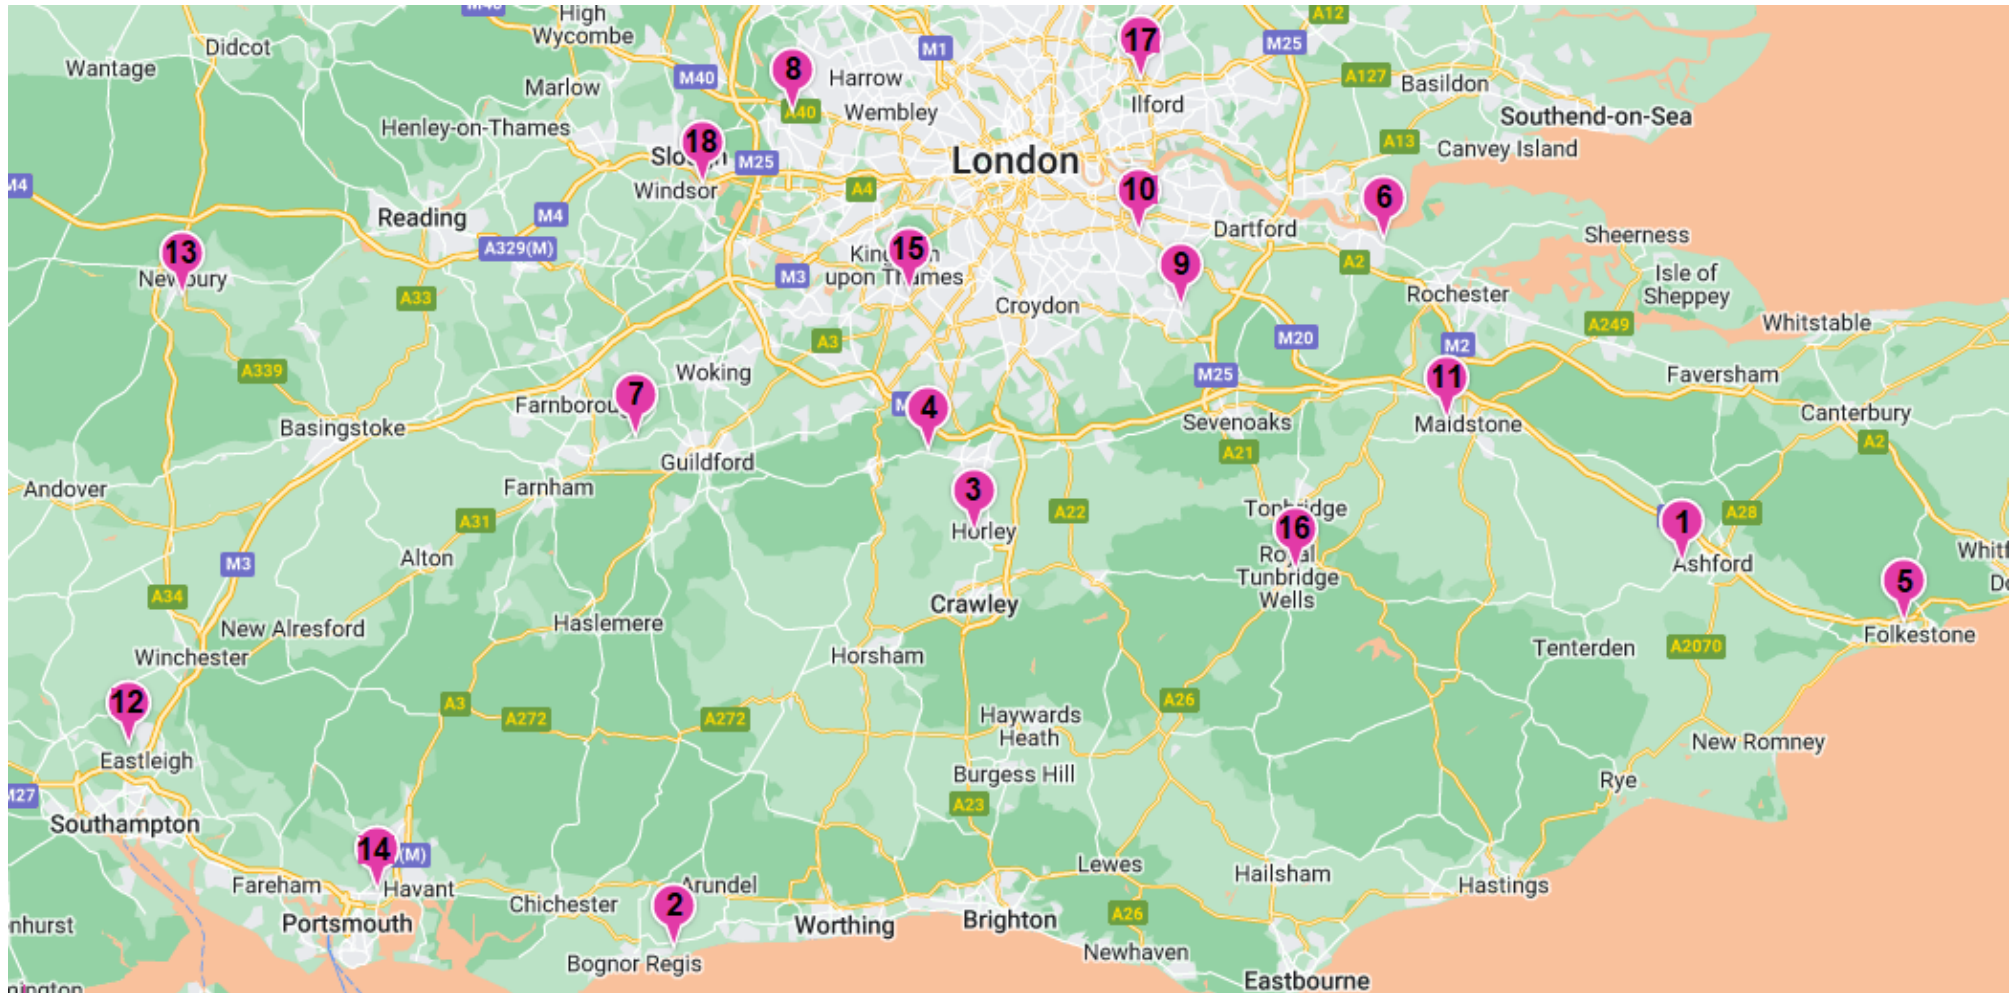 M40
High
Wycombe
A12
17
Didcot
M1
M25
Wantage
8
Harrow
M40
A127
Basildon
Marlow
Ilford
A40
Wembley
Southend-on-Sea
Henley-on-Thames
18
A13
Canvey Island
M25
London
M4
Windsor
A4
10
6
Reading
M4
Dartford
Sheerness
13
A329(M)
15
A2
9
Isle of
Sheppey
Newbury
M3
upon Thames
A33
Croydon
Rochester
Whitstable
A249
A3
M20
M2
A339
Woking
M25
11
Faversham
7
4
Basingstoke
Sevenoaks
Maidstone
Canterbury
A2
Guildford
A21
Andover
Farnham
3
Tonbridge
A22
A28
A31
16
1
Horley
Alton
M3
Royal
Tunbridge
Wells
Ashford
A34
Crawley
5
New Alresford
Haslemere
Folkestone
Winchester
Horsham
Tenterden
A2070
12
A3
A272
A272
A26
Haywards
Heath
New Romney
Eastleigh
Burgess Hill
Rye
M27
A23
Southampton
14
(M)
Lewes
Hailsham
Fareham
Havant
Arundel
Hastings
Chichester
2
A26
Portsmouth
Worthing
Brighton
Newhaven
Bognor Regis
Eastbourne